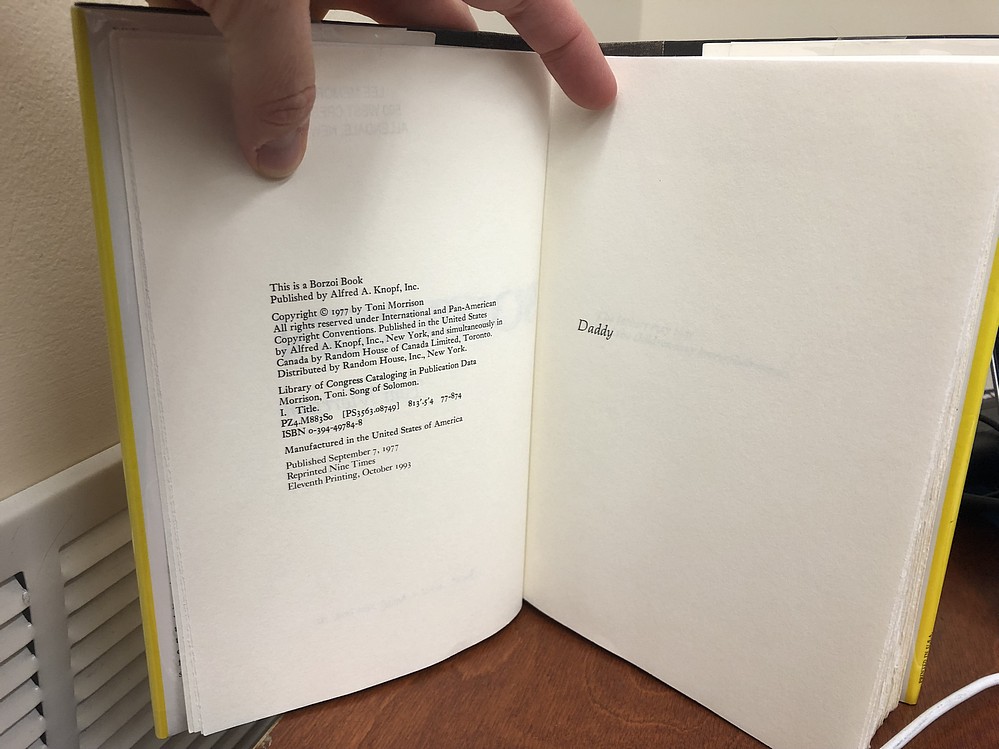 This is a Borzoi Book
Published by Alfred A. Knopf, Inc.
Copyright © 1977 by Toni Morrison
All rights reserved under International and Pan-American
Copyright Conventions. Published in the United States
by Alfred A. Knopf, Inc., New York, and simultaneously in
Canada by Random House of Canada Limited, Toronto.
Distributed by Random House, Inc., New York.
Library of Congress Cataloging in Publication Data
Morrison, Toni. Song of Solomon.
I. Title.
PZ4.M883So [PS3563.O8749] 813'.5'4 77-874
ISBN 0-394-49784-8
Manufactured in the United States of America
Published September 7, 1977
Reprinted Nine Times
Eleventh Printing, October 1993
Daddy
PRINTED IN U.S.A.